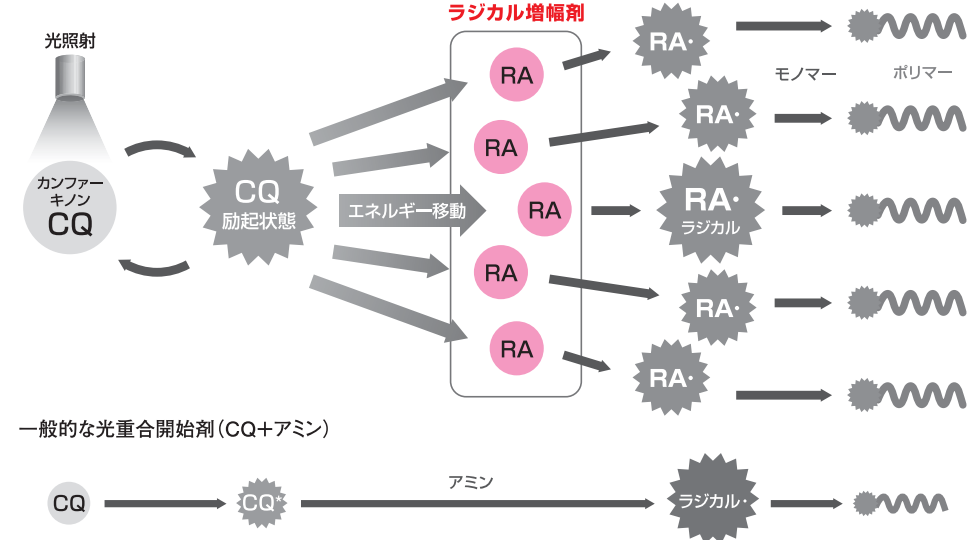 ラジカル増幅剤
光照射
カンファー
キノン
CQ
CQ
励起状態
エネルギー移動
RA
RA
RA
RA
RA
RA・
RA・
RA・
ラジカル
RA・
RA・
モノマー
ポリマー
一般的な光重合開始剤（CQ＋アミン）
CQ
CQ*
アミン
ラジカル・